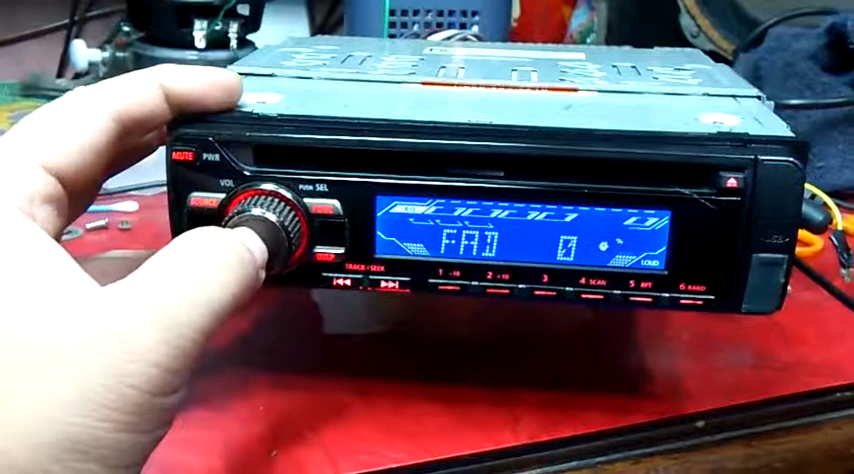 MUTE PWR
VOL PUSH SEL
SOURCE
FAD 0
LOUD
DISP
TRACK/SEEK
1 -10 2 +10 3 4 SCAN 5 RPT 6 RAND